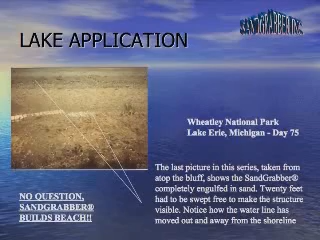 LAKE APPLICATION
SANDGRABBER INC
Wheatley National Park
Lake Erie, Michigan - Day 75
The last picture in this series, taken from
atop the bluff, shows the SandGrabber®
completely engulfed in sand. Twenty feet
had to be swept free to make the structure
visible. Notice how the water line has
moved out and away from the shoreline
NO QUESTION,
SANDGRABBER®
BUILDS BEACH!!